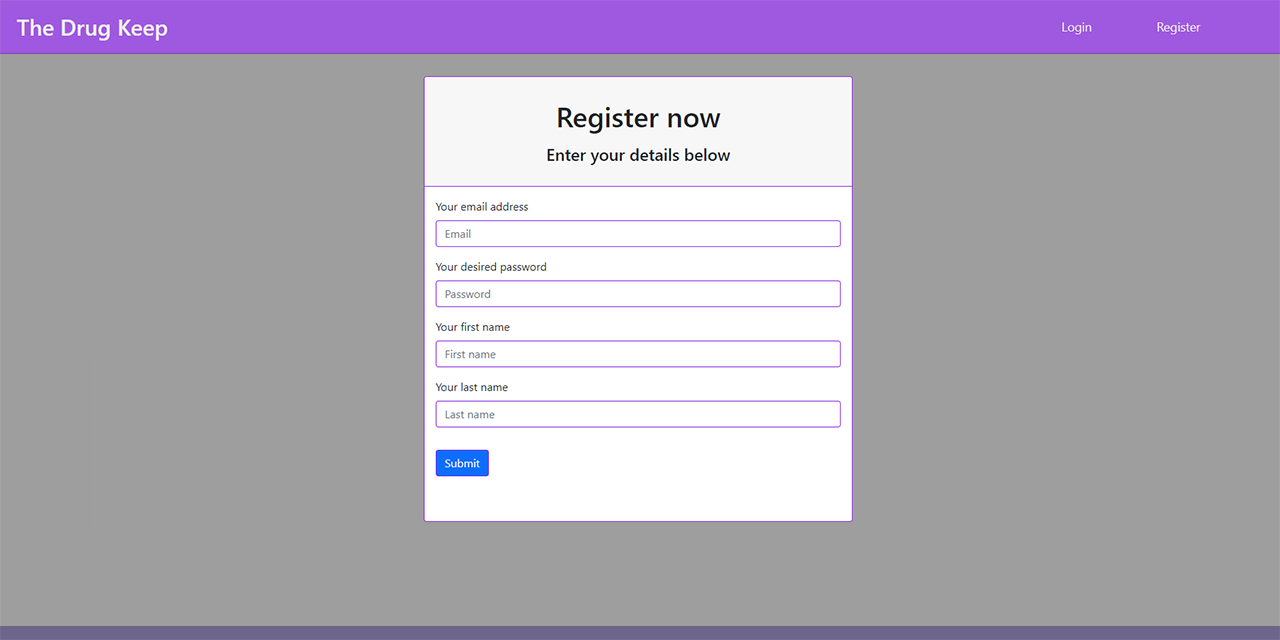 The Drug Keep
Login
Register
Register now
Enter your details below
Your email address
Email
Your desired password
Password
Your first name
First name
Your last name
Last name
Submit